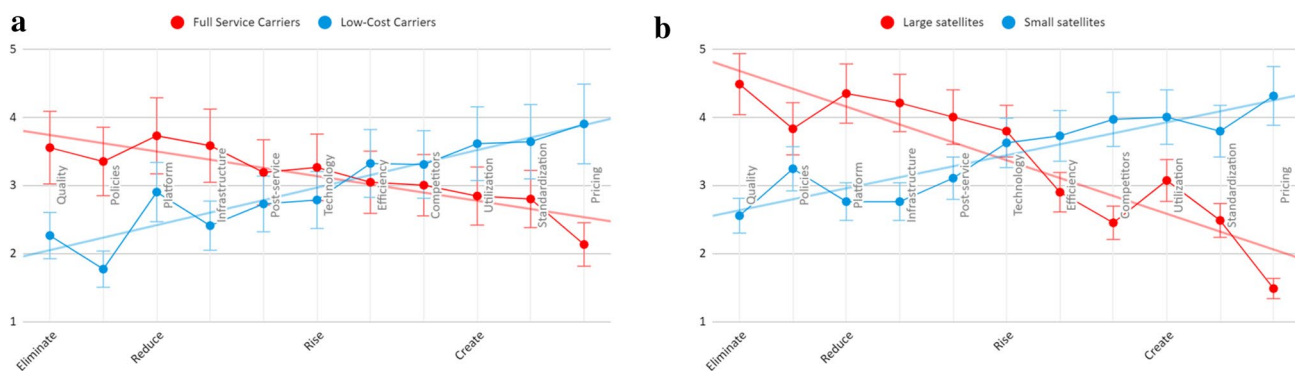 a
Full Service Carriers
Low-Cost Carriers
5
4
3
2
1
Quality
Policies
Platform
Infrastructure
Post-service
Technology
Efficiency
Competitors
Utilization
Standardization
Pricing
Eliminate
Reduce
Rise
Create
b
Large satellites
Small satellites
5
4
3
2
1
Quality
Policies
Platform
Infrastructure
Post-service
Technology
Efficiency
Competitors
Utilization
Standardization
Pricing
Eliminate
Reduce
Rise
Create